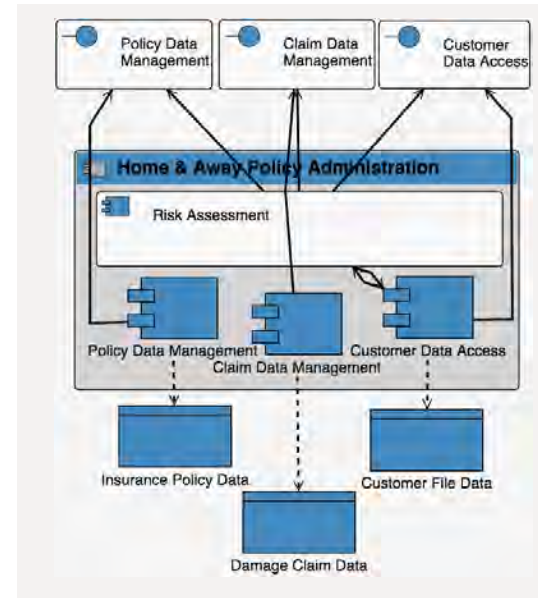 Policy Data
Management
Claim Data
Management
Customer
Data Access
Home & Away Policy Administration
Risk Assessment
Policy Data Management
Claim Data Management
Customer Data Access
Insurance Policy Data
Customer File Data
Damage Claim Data